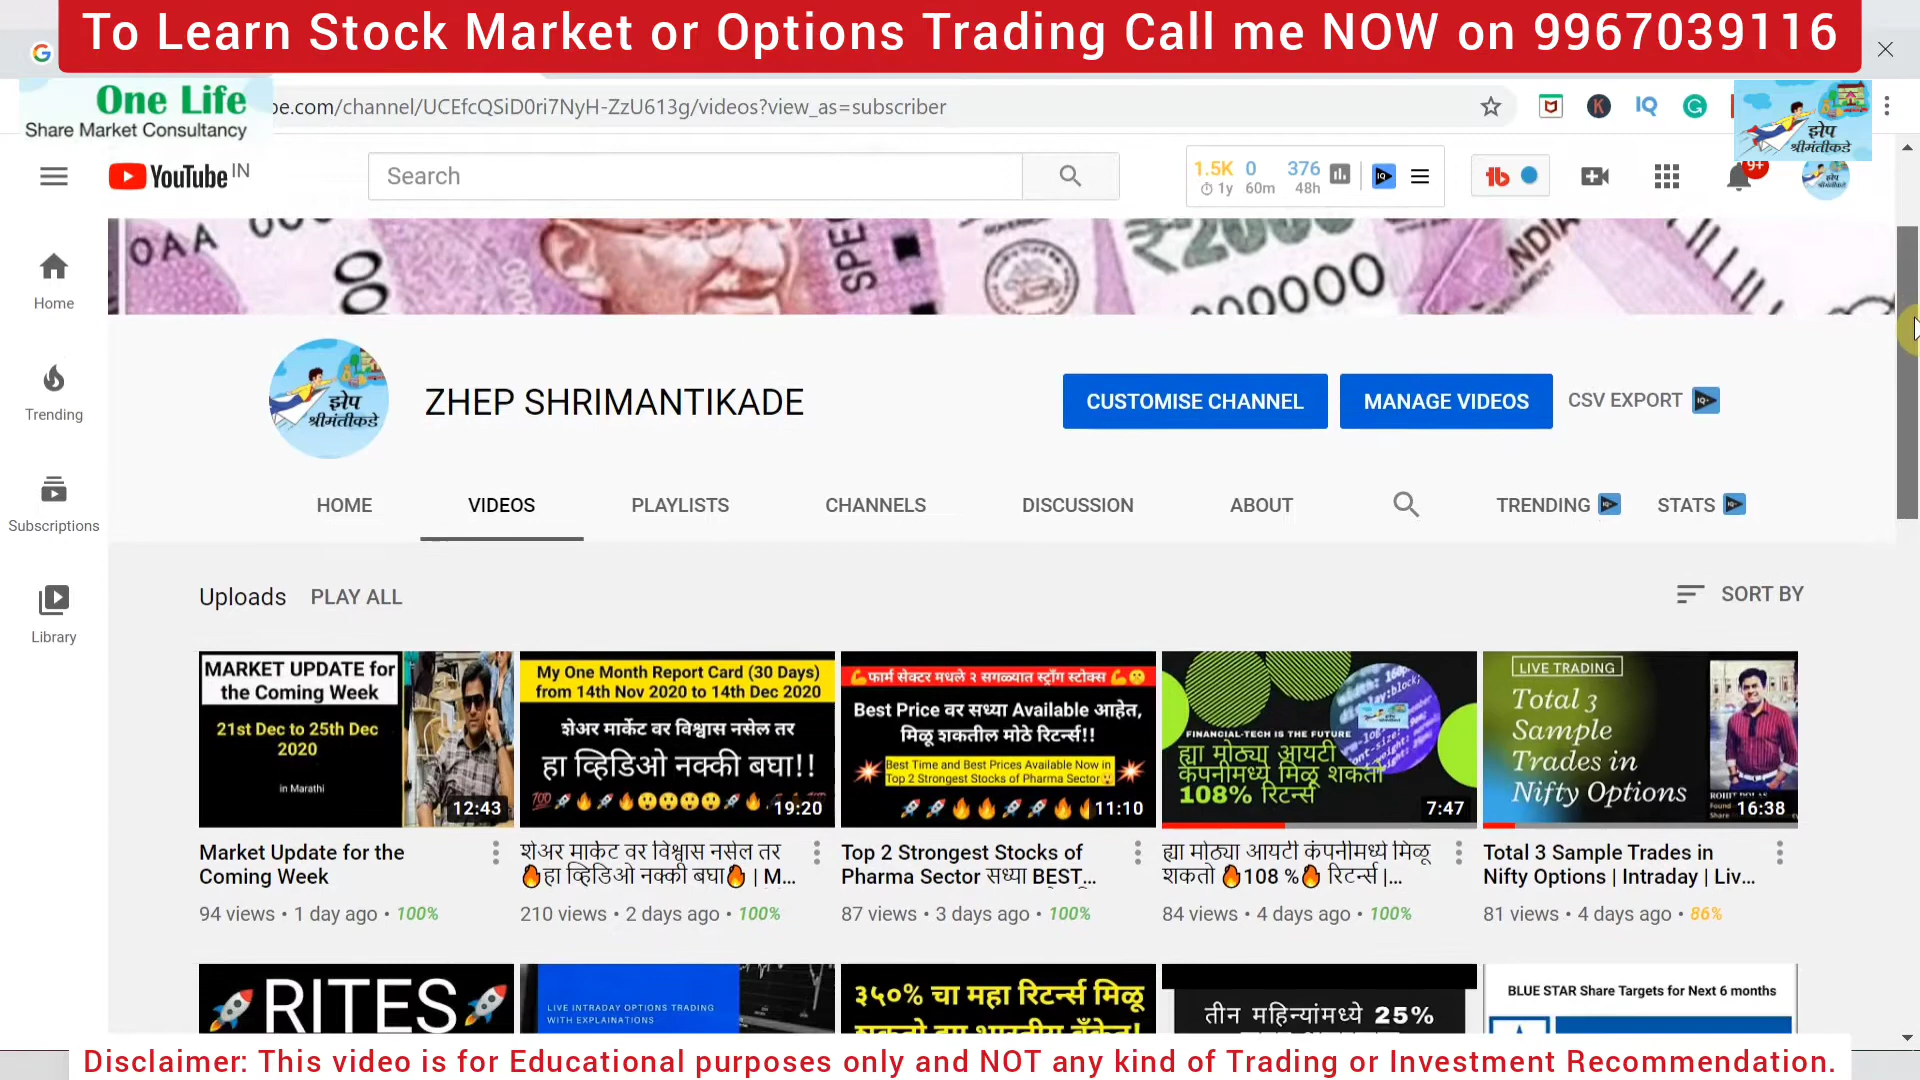 To Learn Stock Market or Options Trading Call me NOW on 9967039116
One Life
Share Market Consultancy
be.com/channel/UCEfcQSiD0ri7NyH-ZzU613g/videos?view_as=subscriber
झेप
श्रीमंतीकडे
YouTube IN
Search
1.5K 0 376
1y 60m 48h
9+
Home
Trending
Subscriptions
Library
OAA
000000
₹2000
INDIA
झेप
श्रीमंतीकडे
ZHEP SHRIMANTIKADE
CUSTOMISE CHANNEL
MANAGE VIDEOS
CSV EXPORT
HOME
VIDEOS
PLAYLISTS
CHANNELS
DISCUSSION
ABOUT
TRENDING
STATS
Uploads
PLAY ALL
SORT BY
MARKET UPDATE for
the Coming Week
21st Dec to 25th Dec
2020
in Marathi
12:43
My One Month Report Card (30 Days)
from 14th Nov 2020 to 14th Dec 2020
शेअर मार्केट वर विश्वास नसेल तर
हा व्हिडिओ नक्की बघा!!
19:20
💪फार्म सेक्टर मधले २ सगळ्यात स्ट्रॉंग स्टोक्स💪
Best Price वर सध्या Available आहेत,
मिळू शकतील मोठे रिटर्न्स!!
Best Time and Best Prices Available Now in
Top 2 Strongest Stocks of Pharma Sector
11:10
FINANCIAL-TECH IS THE FUTURE
ह्या मोठ्या आयटी
कंपनीमध्ये मिळू शकतो
108% रिटर्न्स
7:47
LIVE TRADING
Total 3
Sample
Trades in
Nifty Options
16:38
Market Update for the
Coming Week
94 views • 1 day ago • 100%
शेअर मार्केट वर विश्वास नसेल तर
🔥हा व्हिडिओ नक्की बघा🔥 | M...
210 views • 2 days ago • 100%
Top 2 Strongest Stocks of
Pharma Sector सध्या BEST...
87 views • 3 days ago • 100%
ह्या मोठ्या आयटी कंपनीमध्ये मिळू
शकतो 🔥108 %🔥 रिटर्न्स |...
84 views • 4 days ago • 100%
Total 3 Sample Trades in
Nifty Options | Intraday | Liv...
81 views • 4 days ago • 86%
🚀RITES🚀
LIVE INTRADAY OPTIONS TRADING
WITH EXPLAINATIONS
३५०% चा महा रिटर्न्स मिळू
तीन महिन्यांमध्ये 25%
BLUE STAR Share Targets for Next 6 months
Disclaimer: This video is for Educational purposes only and NOT any kind of Trading or Investment Recommendation.